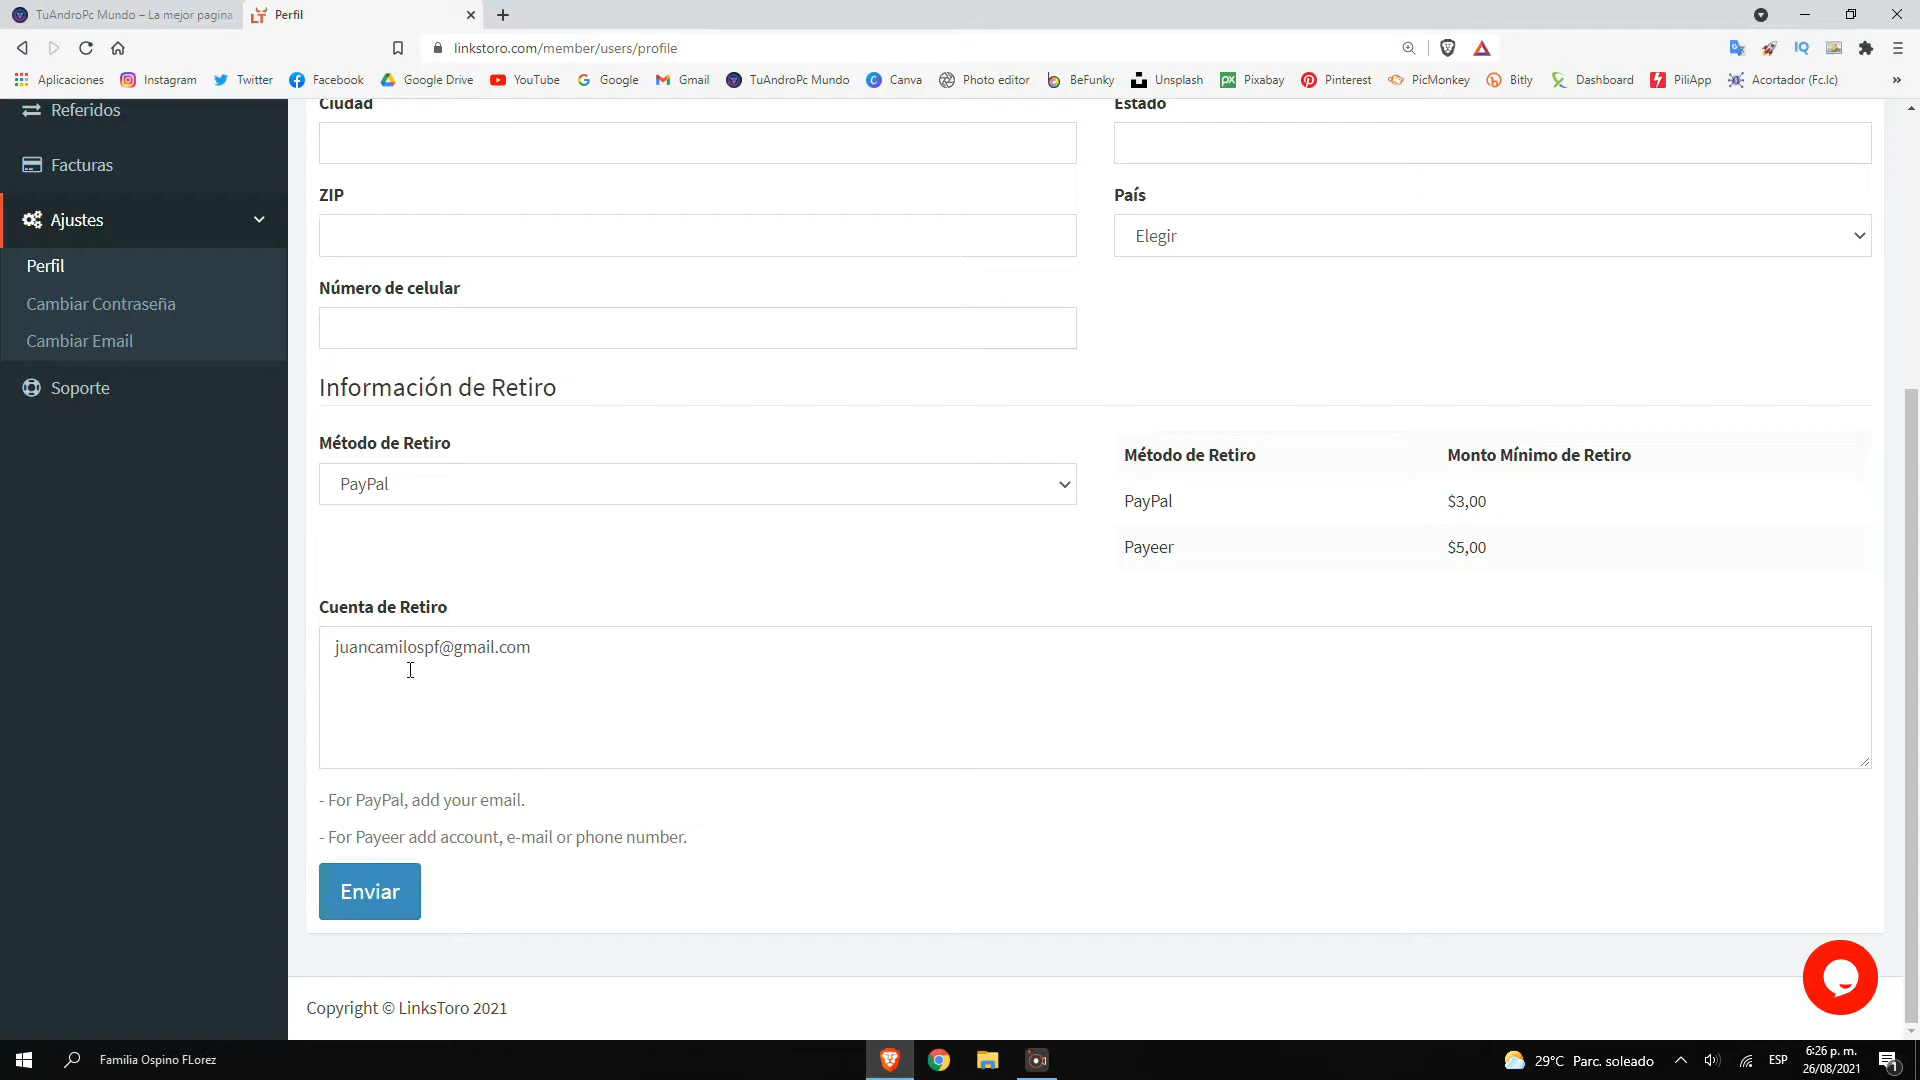 TuAndroPc Mundo – La mejor pagina
Perfil
linkstoro.com/member/users/profile
Aplicaciones Instagram Twitter Facebook Google Drive YouTube Google Gmail TuAndroPc Mundo Canva Photo editor BeFunky Unsplash Pixabay Pinterest PicMonkey Bitly Dashboard PiliApp Acortador (Fc.lc) »
Referidos
Facturas
Ajustes
Perfil
Cambiar Contraseña
Cambiar Email
Soporte
Ciudad
Estado
ZIP
País
Elegir
Número de celular
Información de Retiro
Método de Retiro
PayPal
Método de Retiro Monto Mínimo de Retiro
PayPal $3,00
Payeer $5,00
Cuenta de Retiro
juancamilospf@gmail.com
- For PayPal, add your email.
- For Payeer add account, e-mail or phone number.
Enviar
Copyright © LinksToro 2021
Familia Ospino FLorez
29°C Parc. soleado
ESP
6:26 p. m.
26/08/2021
1